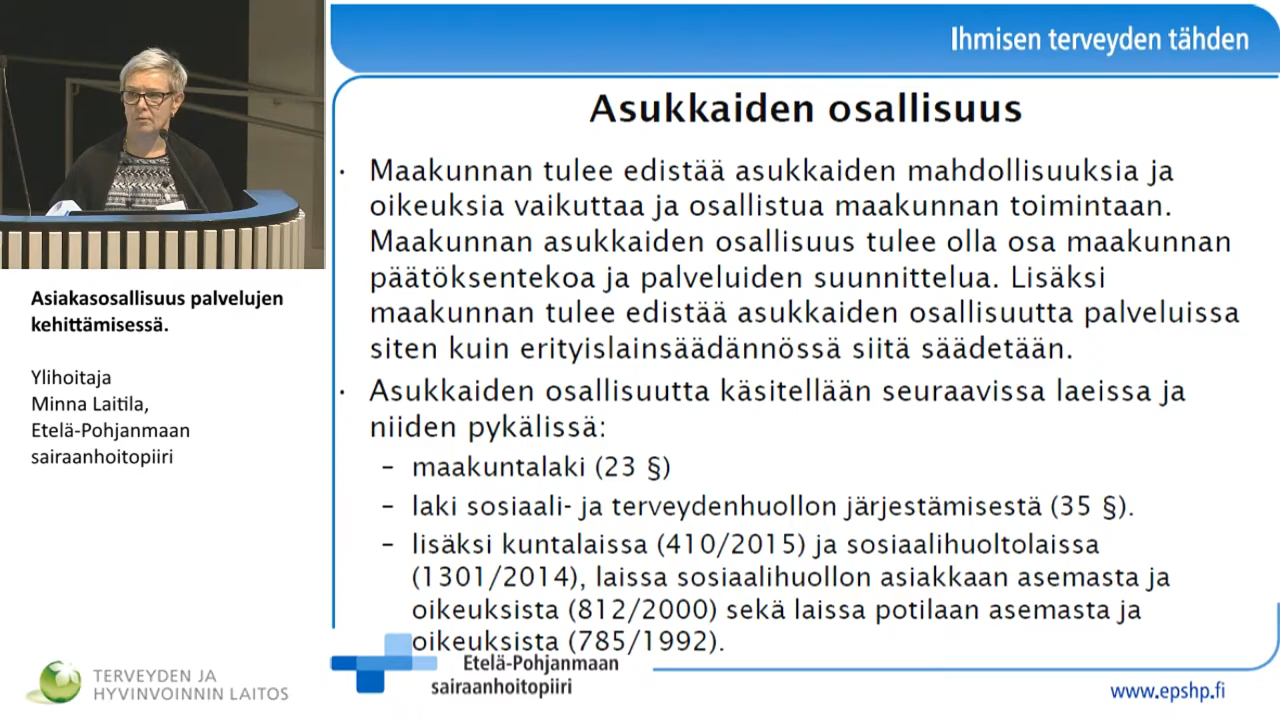 Ihmisen terveyden tähden
Asukkaiden osallisuus
· Maakunnan tulee edistää asukkaiden mahdollisuuksia ja
oikeuksia vaikuttaa ja osallistua maakunnan toimintaan.
Maakunnan asukkaiden osallisuus tulee olla osa maakunnan
päätöksentekoa ja palveluiden suunnittelua. Lisäksi
maakunnan tulee edistää asukkaiden osallisuutta palveluissa
siten kuin erityislainsäädännössä siitä säädetään.
· Asukkaiden osallisuutta käsitellään seuraavissa laeissa ja
niiden pykälissä:
– maakuntalaki (23 §)
– laki sosiaali- ja terveydenhuollon järjestämisestä (35 §).
– lisäksi kuntalaissa (410/2015) ja sosiaalihuoltolaissa
(1301/2014), laissa sosiaalihuollon asiakkaan asemasta ja
oikeuksista (812/2000) sekä laissa potilaan asemasta ja
oikeuksista (785/1992).
Etelä-Pohjanmaan
sairaanhoitopiiri
www.epshp.fi
Asiakasosallisuus palvelujen
kehittämisessä.
Ylihoitaja
Minna Laitila,
Etelä-Pohjanmaan
sairaanhoitopiiri
TERVEYDEN JA
HYVINVOINNIN LAITOS